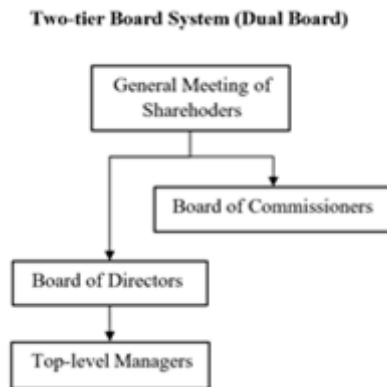 Two-tier Board System (Dual Board)
General Meeting of
Sharehoders
Board of Commissioners
Board of Directors
Top-level Managers